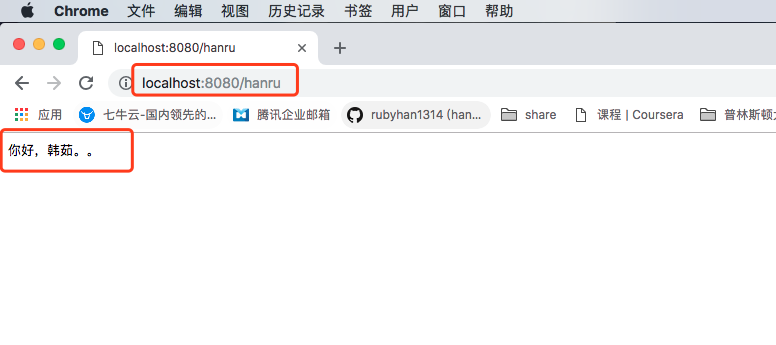 Chrome 文件 编辑 视图 历史记录 书签 用户 窗口 帮助
localhost:8080/hanru
localhost:8080/hanru
应用 七牛云-国内领先的... 腾讯企业邮箱 rubyhan1314 (han... share 课程 | Coursera 普林斯顿大
你好，韩茹。。